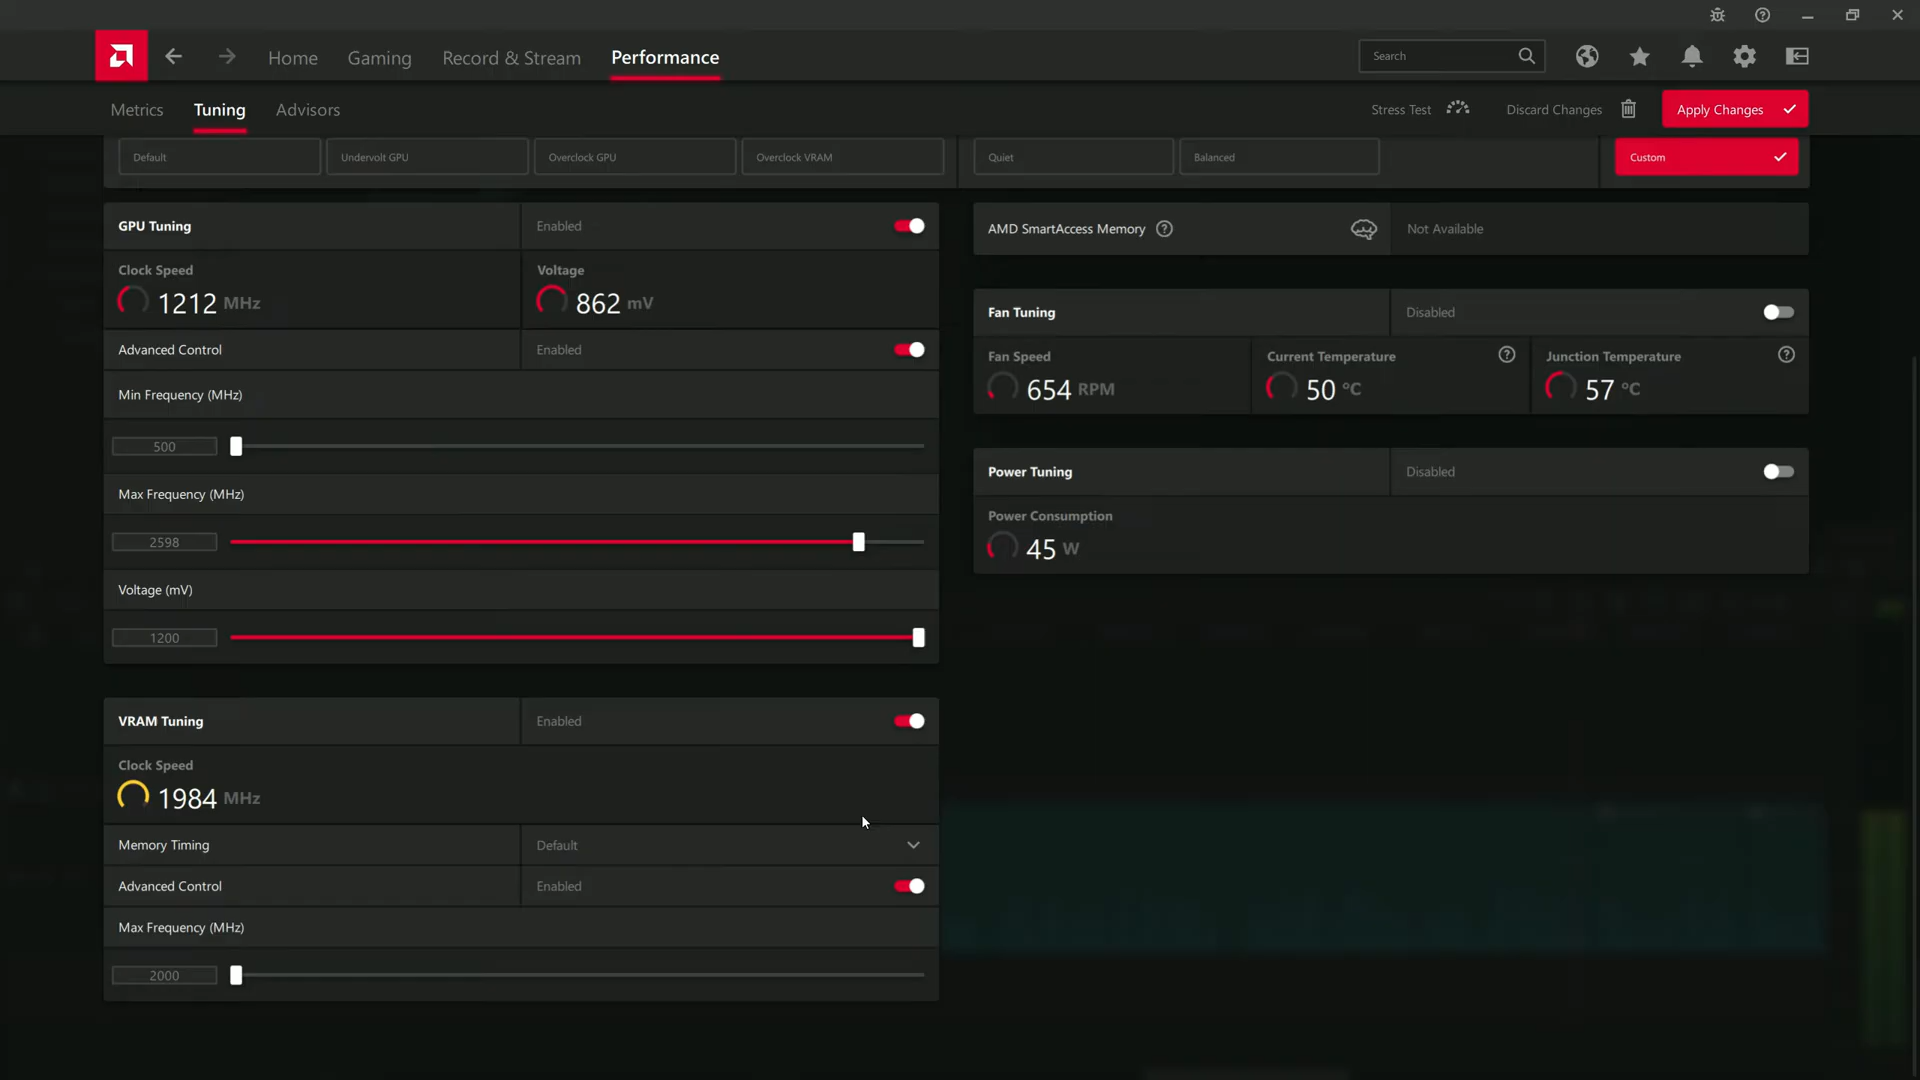 Home
Gaming
Record & Stream
Performance
Search
Metrics
Tuning
Advisors
Stress Test
Discard Changes
Apply Changes
Default
Undervolt GPU
Overclock GPU
Overclock VRAM
Quiet
Balanced
Custom
GPU Tuning
Enabled
Clock Speed
1212 MHz
Voltage
862 mV
Advanced Control
Enabled
Min Frequency (MHz)
500
Max Frequency (MHz)
2598
Voltage (mV)
1200
VRAM Tuning
Enabled
Clock Speed
1984 MHz
Memory Timing
Default
Advanced Control
Enabled
Max Frequency (MHz)
2000
AMD SmartAccess Memory
Not Available
Fan Tuning
Disabled
Fan Speed
654 RPM
Current Temperature
50 °C
Junction Temperature
57 °C
Power Tuning
Disabled
Power Consumption
45 W